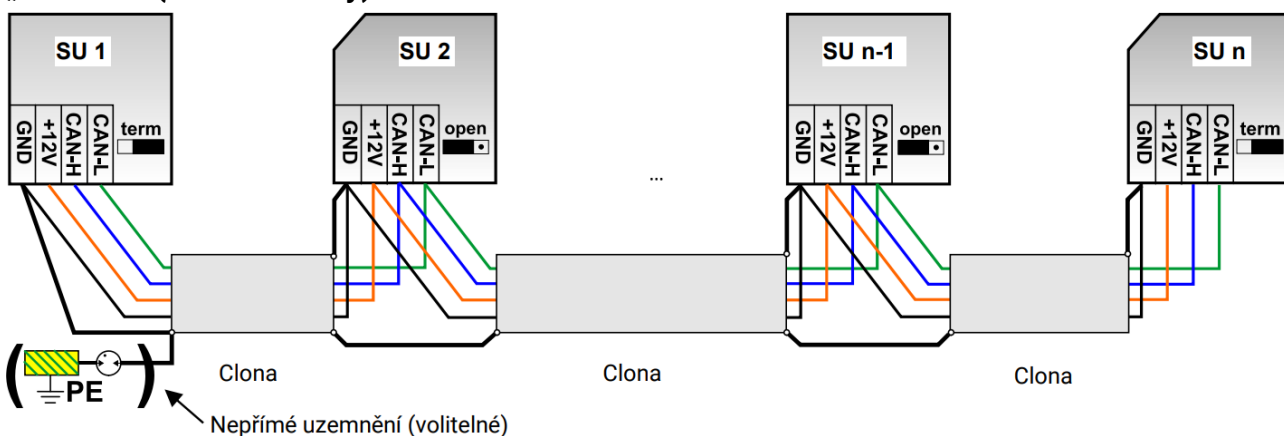 SU 1
SU 2
SU n-1
SU n
GND
+12V
CAN-H
CAN-L
term
GND
+12V
CAN-H
CAN-L
open
GND
+12V
CAN-H
CAN-L
open
GND
+12V
CAN-H
CAN-L
term
...
Clona
Clona
Clona
( PE )
Nepřímé uzemnění (volitelné)